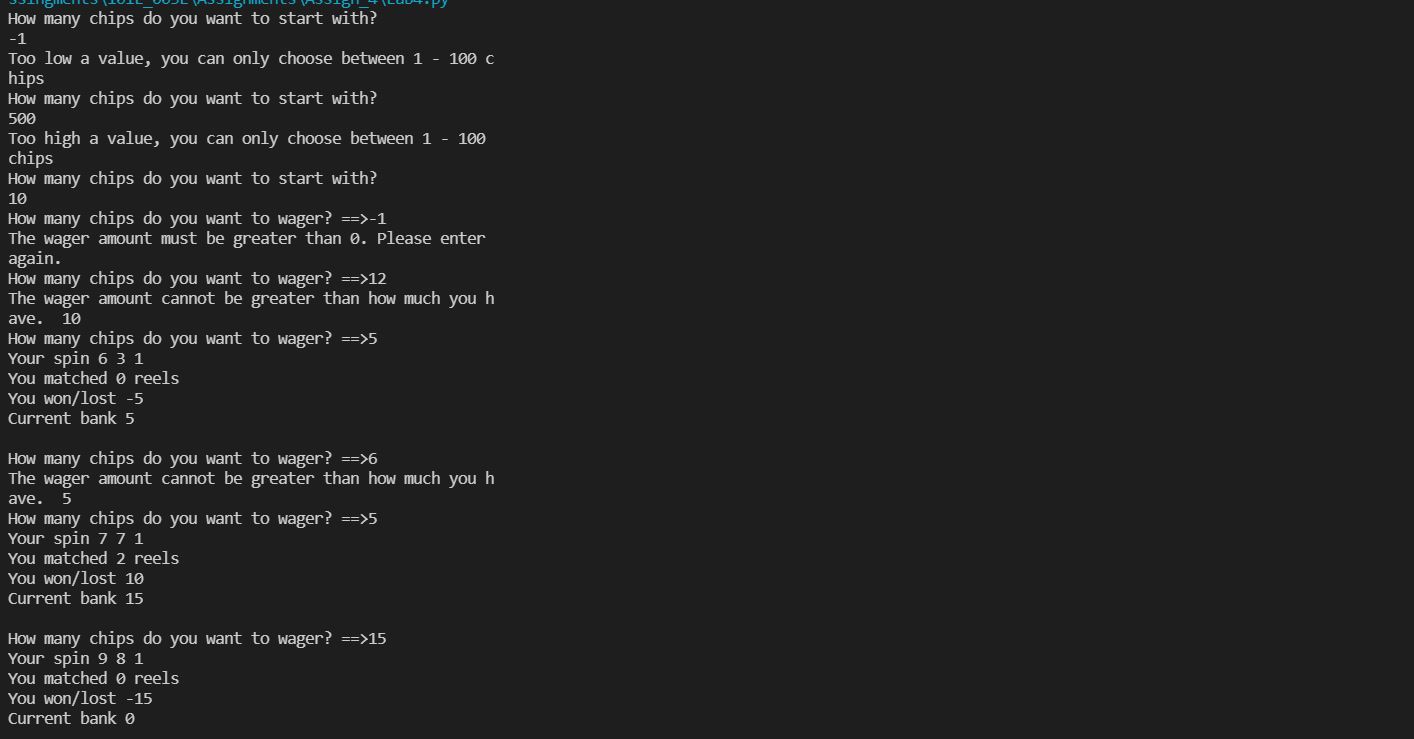 How many chips do you want to start with?
-1
Too low a value, you can only choose between 1 - 100 c
hips
How many chips do you want to start with?
500
Too high a value, you can only choose between 1 - 100
chips
How many chips do you want to start with?
10
How many chips do you want to wager? ==>-1
The wager amount must be greater than 0. Please enter
again.
How many chips do you want to wager? ==>12
The wager amount cannot be greater than how much you h
ave.  10
How many chips do you want to wager? ==>5
Your spin 6 3 1
You matched 0 reels
You won/lost -5
Current bank 5

How many chips do you want to wager? ==>6
The wager amount cannot be greater than how much you h
ave.  5
How many chips do you want to wager? ==>5
Your spin 7 7 1
You matched 2 reels
You won/lost 10
Current bank 15

How many chips do you want to wager? ==>15
Your spin 9 8 1
You matched 0 reels
You won/lost -15
Current bank 0